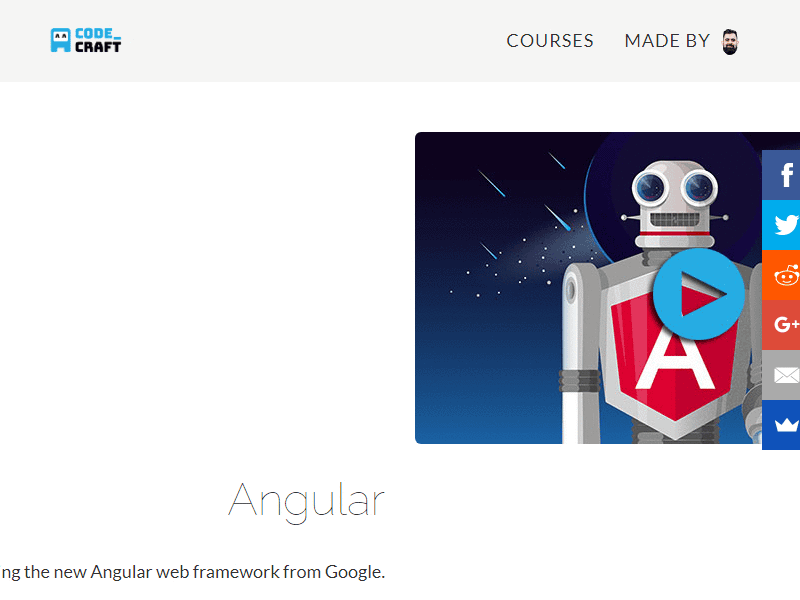 CODE_
CRAFT
COURSES
MADE BY
f
A
G+
Angular
ng the new Angular web framework from Google.